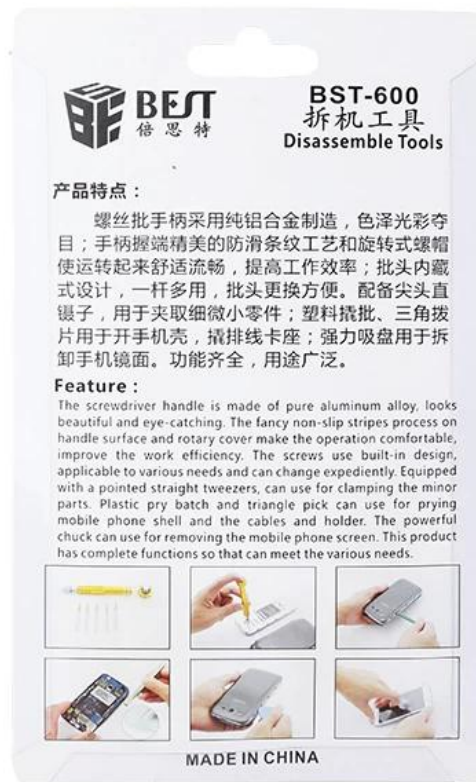 BEST
倍思特
BST-600
拆机工具
Disassemble Tools
产品特点：
螺丝批手柄采用纯铝合金制造，色泽光彩夺
目；手柄握端精美的防滑条纹工艺和旋转式螺帽
使运转起来舒适流畅，提高工作效率；批头内藏
式设计，一杆多用，批头更换方便。配备尖头直
镊子，用于夹取细微小零件；塑料撬批、三角拨
片用于开手机壳，撬排线卡座；强力吸盘用于拆
卸手机镜面。功能齐全，用途广泛。
Feature :
The screwdriver handle is made of pure aluminum alloy, looks
beautiful and eye-catching. The fancy non-slip stripes process on
handle surface and rotary cover make the operation comfortable,
improve the work efficiency. The screws use built-in design,
applicable to various needs and can change expediently. Equipped
with a pointed straight tweezers, can use for clamping the minor
parts. Plastic pry batch and triangle pick can use for prying
mobile phone shell and the cables and holder. The powerful
chuck can use for removing the mobile phone screen. This product
has complete functions so that can meet the various needs.
MADE IN CHINA